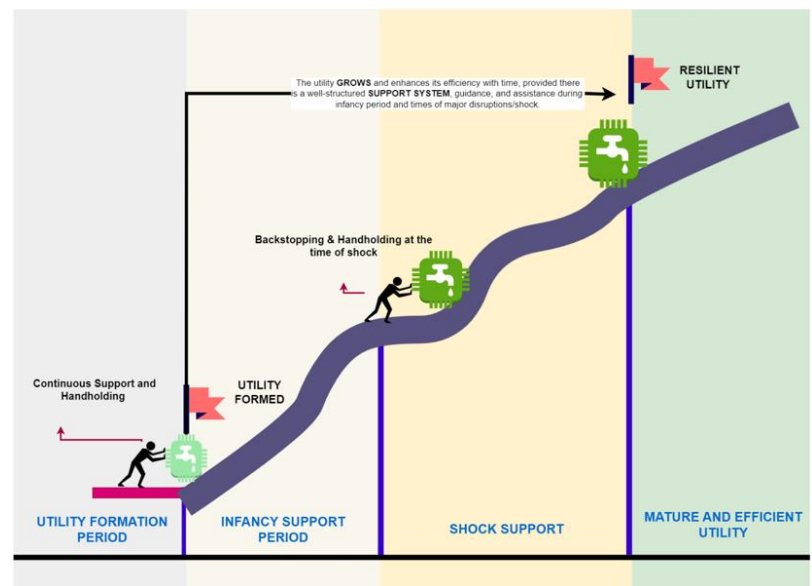 The utility GROWS and enhances its efficiency with time, provided there
is a well-structured SUPPORT SYSTEM, guidance, and assistance during
infancy period and times of major disruptions/shock.
RESILIENT
UTILITY
Backstopping & Handholding at the
time of shock
Continuous Support and
Handholding
UTILITY
FORMED
UTILITY FORMATION
PERIOD
INFANCY SUPPORT
PERIOD
SHOCK SUPPORT
MATURE AND EFFICIENT
UTILITY